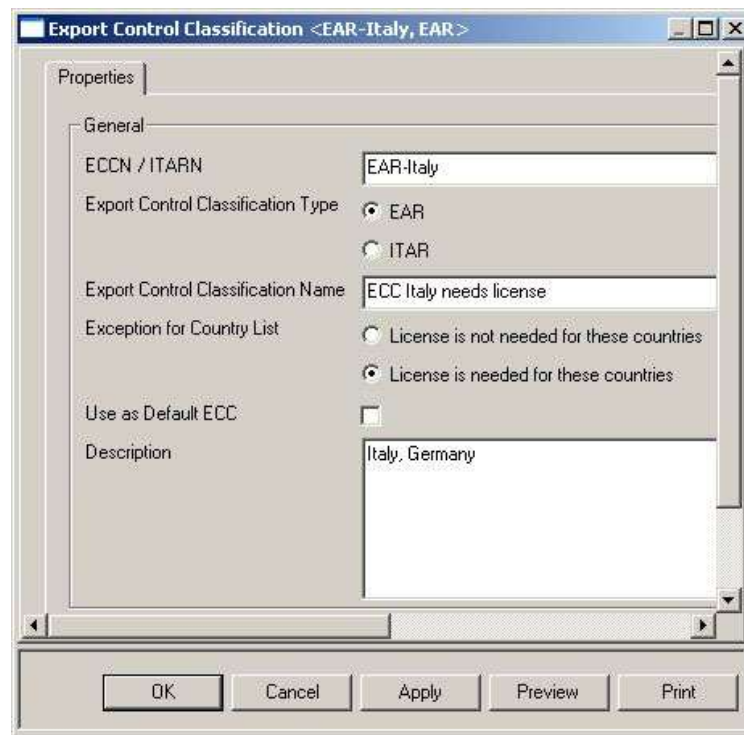 Export Control Classification <EAR-Italy, EAR>
Properties
General
ECCN / ITARN EAR-Italy
Export Control Classification Type EAR
ITAR
Export Control Classification Name ECC Italy needs license
Exception for Country List License is not needed for these countries
License is needed for these countries
Use as Default ECC
Description Italy, Germany
OK Cancel Apply Preview Print